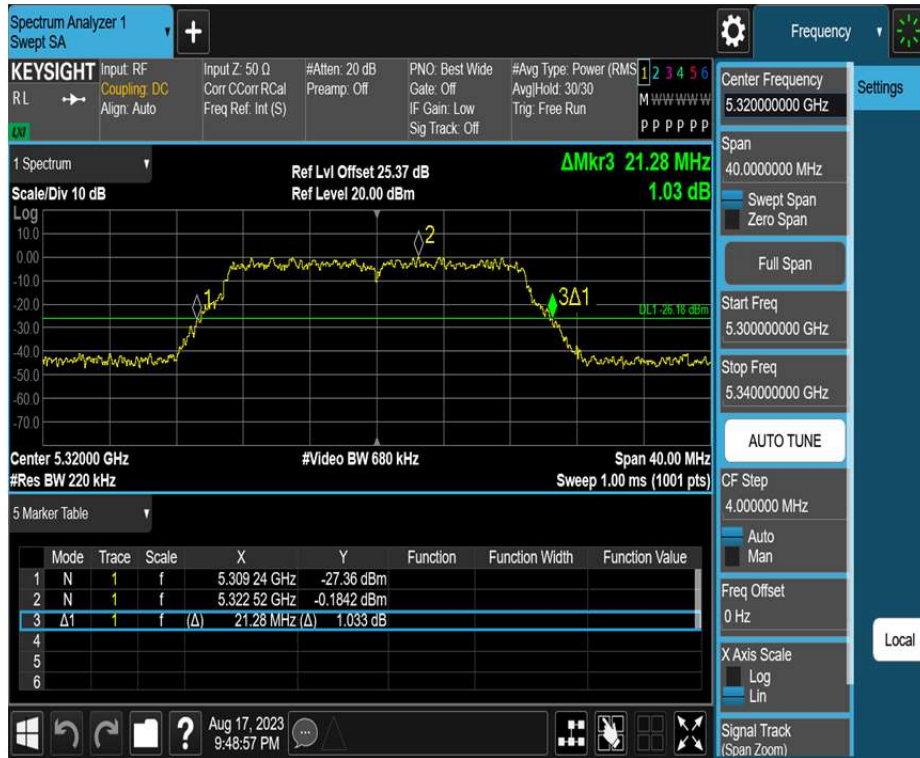 Spectrum Analyzer 1
Swept SA
+
Frequency
KEYSIGHT
RL
LXI
Input: RF
Coupling: DC
Align: Auto
Input Z: 50 Ω
Corr CCorr RCal
Freq Ref: Int (S)
#Atten: 20 dB
Preamp: Off
PNO: Best Wide
Gate: Off
IF Gain: Low
Sig Track: Off
#Avg Type: Power (RMS
Avg|Hold: 30/30
Trig: Free Run
1 2 3 4 5 6
M W W W W W
P P P P P P
1 Spectrum
Scale/Div 10 dB
Ref Lvl Offset 25.37 dB
Ref Level 20.00 dBm
ΔMkr3 21.28 MHz
1.03 dB
Log
10.0
0.00
-10.0
-20.0
-30.0
-40.0
-50.0
-60.0
-70.0
1
2
3Δ1
DL1 -26.18 dBm
Center 5.32000 GHz
#Video BW 680 kHz
Span 40.00 MHz
#Res BW 220 kHz
Sweep 1.00 ms (1001 pts)
5 Marker Table
Mode Trace Scale X Y Function Function Width Function Value
1 N 1 f 5.309 24 GHz -27.36 dBm
2 N 1 f 5.322 52 GHz -0.1842 dBm
3 Δ1 1 f (Δ) 21.28 MHz (Δ) 1.033 dB
4
5
6
?
Aug 17, 2023
9:48:57 PM
Center Frequency
5.320000000 GHz
Span
40.0000000 MHz
Swept Span
Zero Span
Full Span
Start Freq
5.300000000 GHz
Stop Freq
5.340000000 GHz
AUTO TUNE
CF Step
4.000000 MHz
Auto
Man
Freq Offset
0 Hz
X Axis Scale
Log
Lin
Signal Track
(Span Zoom)
Settings
Local